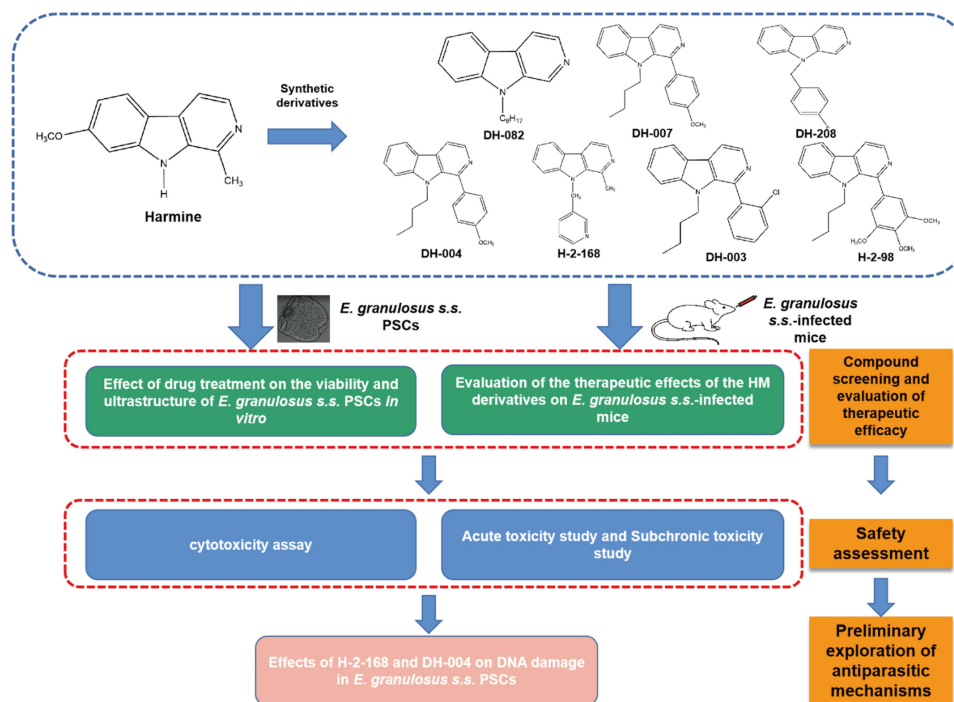 Synthetic
derivatives
H₃CO
N
H
N
CH₃
Harmine
N
N
C₈H₁₇
DH-082
N
N
OCH₃
DH-007
N
N
DH-208
N
N
OCH₃
DH-004
N
N
CH₃
CH₂
N
H-2-168
N
N
Cl
DH-003
N
N
OCH₃
H₃CO
OCH₃
H-2-98
E. granulosus s.s.
PSCs
E. granulosus
s.s.-infected
mice
Effect of drug treatment on the viability and
ultrastructure of E. granulosus s.s. PSCs in
vitro
Evaluation of the therapeutic effects of the HM
derivatives on E. granulosus s.s.-infected
mice
Compound
screening and
evaluation of
therapeutic
efficacy
cytotoxicity assay
Acute toxicity study and Subchronic toxicity
study
Safety
assessment
Effects of H-2-168 and DH-004 on DNA damage
in E. granulosus s.s. PSCs
Preliminary
exploration of
antiparasitic
mechanisms